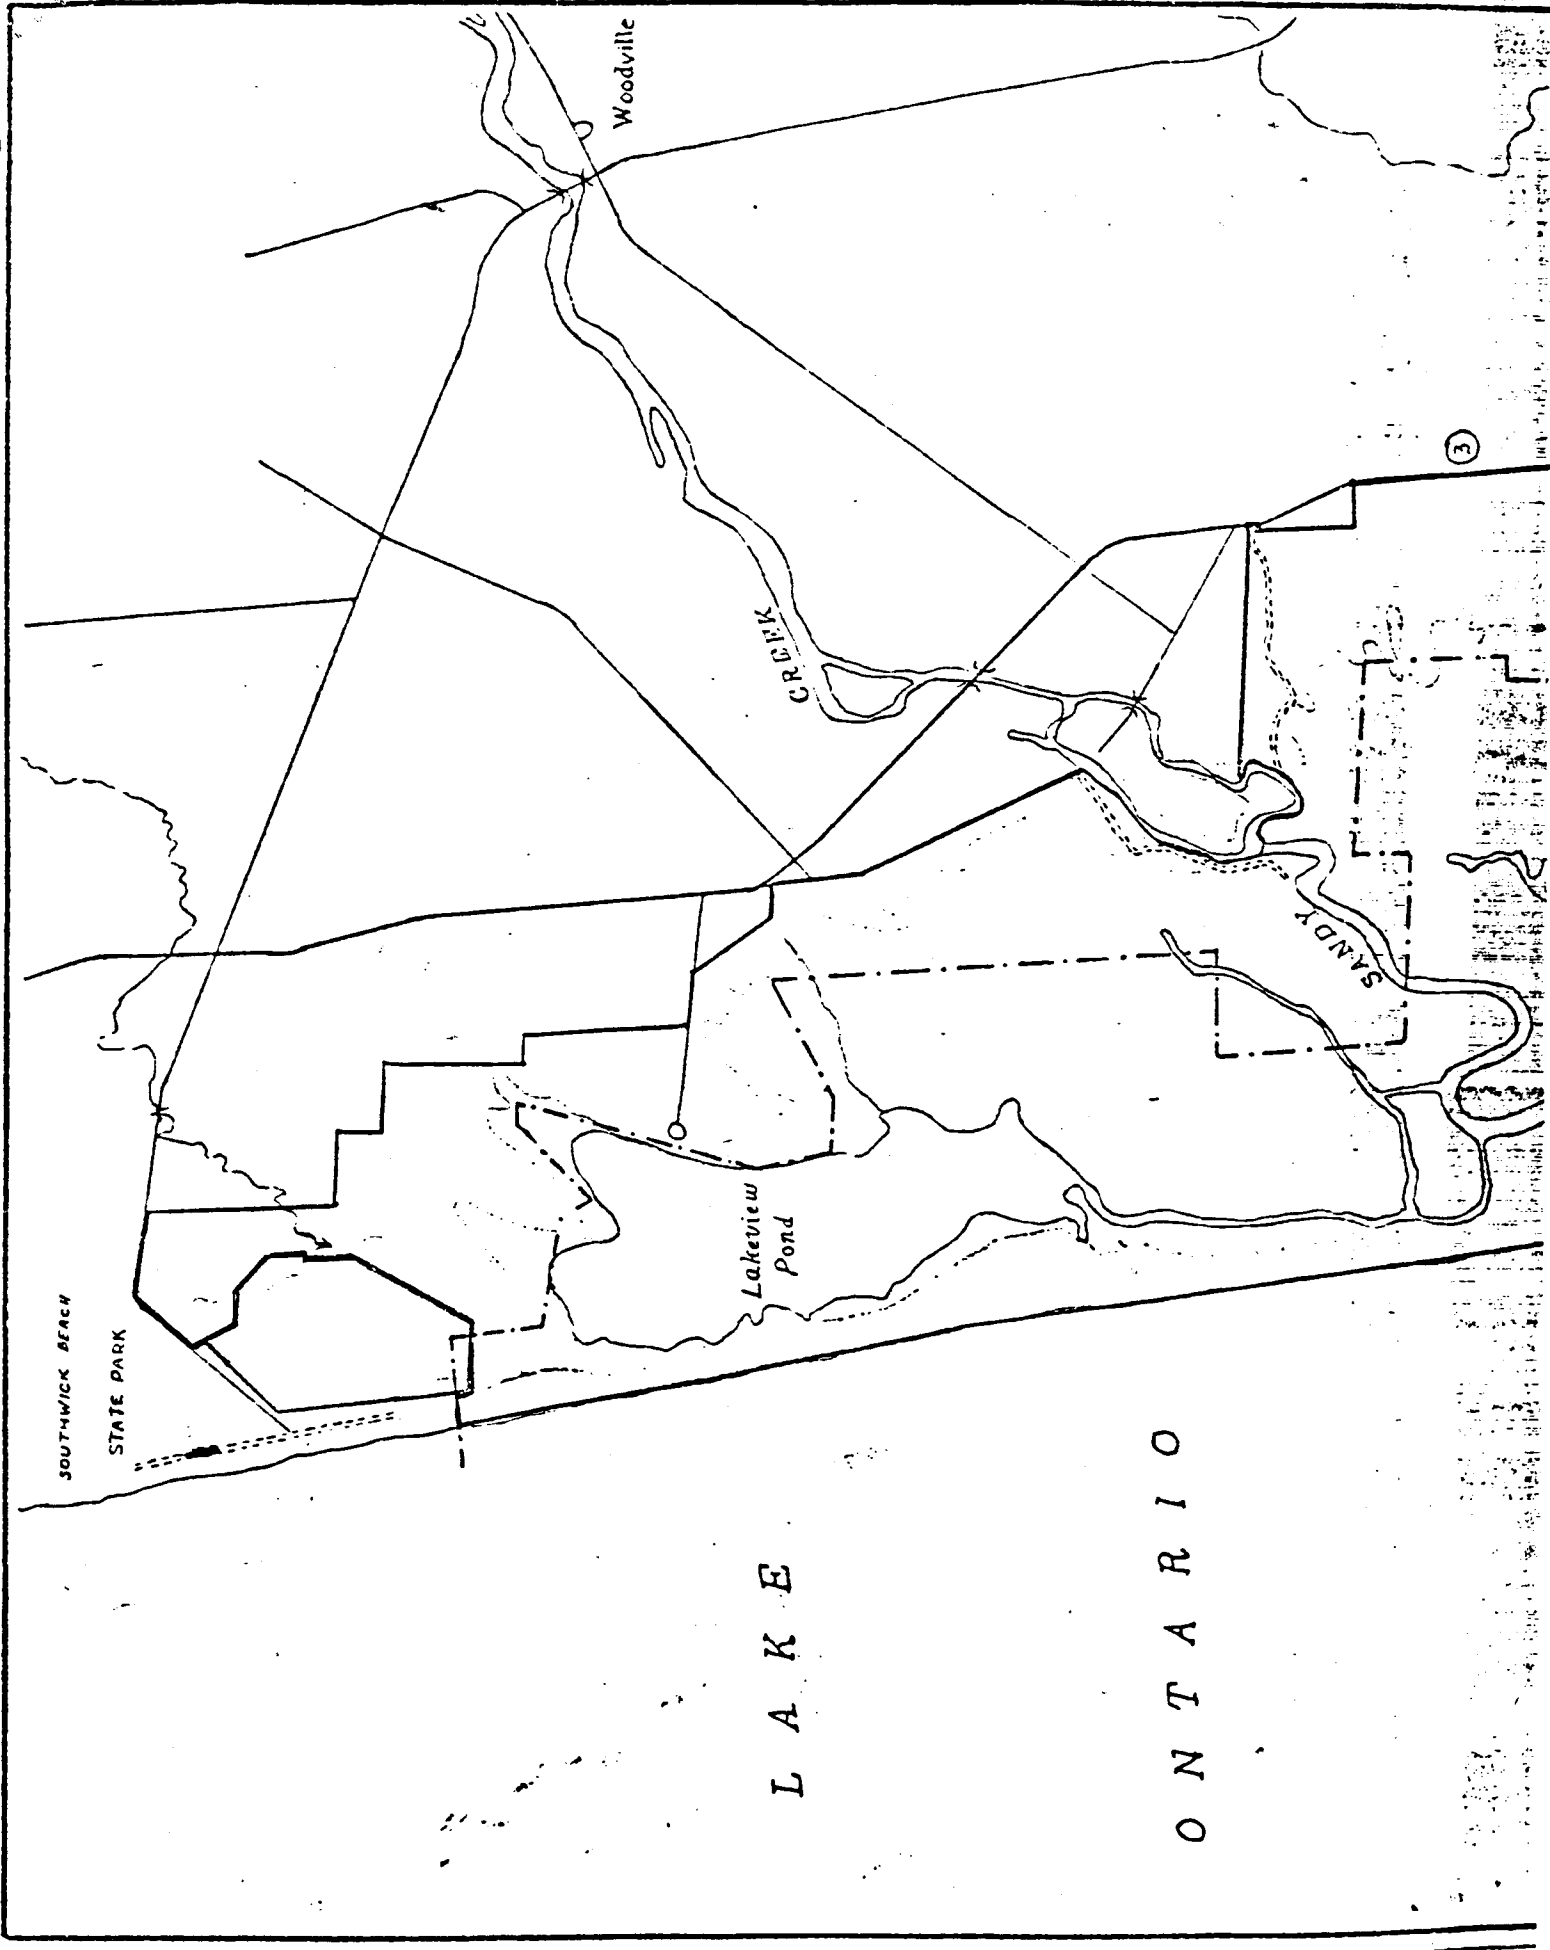 Woodville
SOUTHWICK BEACH
STATE PARK
CREEK
SANDY
3
Lakeview
Pond
LAKE
ONTARIO